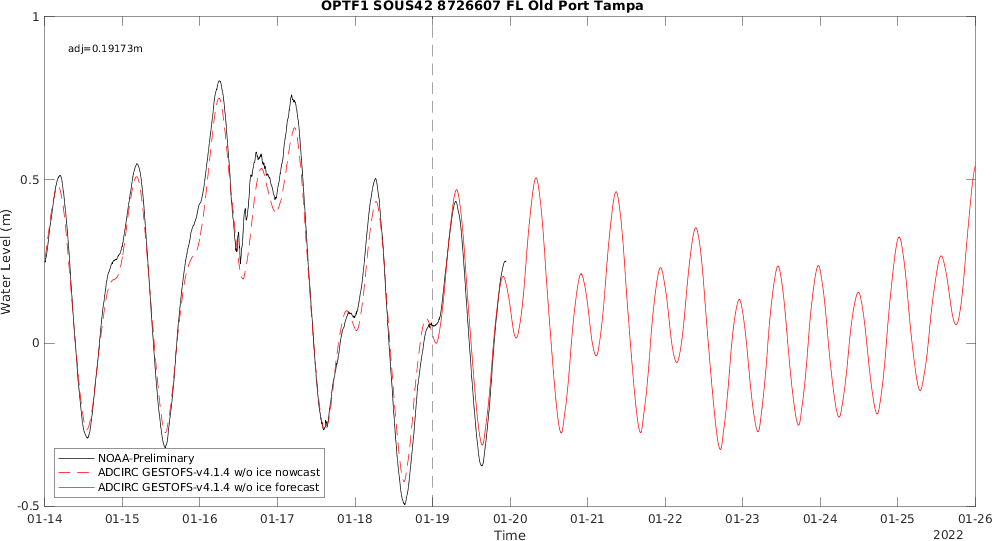 OPTF1 SOUS42 8726607 FL Old Port Tampa
adj=0.19173m
1
0.5
0
-0.5
Water Level (m)
NOAA-Preliminary
ADCIRC GESTOFS-v4.1.4 w/o ice nowcast
ADCIRC GESTOFS-v4.1.4 w/o ice forecast
01-14 01-15 01-16 01-17 01-18 01-19 01-20 01-21 01-22 01-23 01-24 01-25 01-26
Time
2022